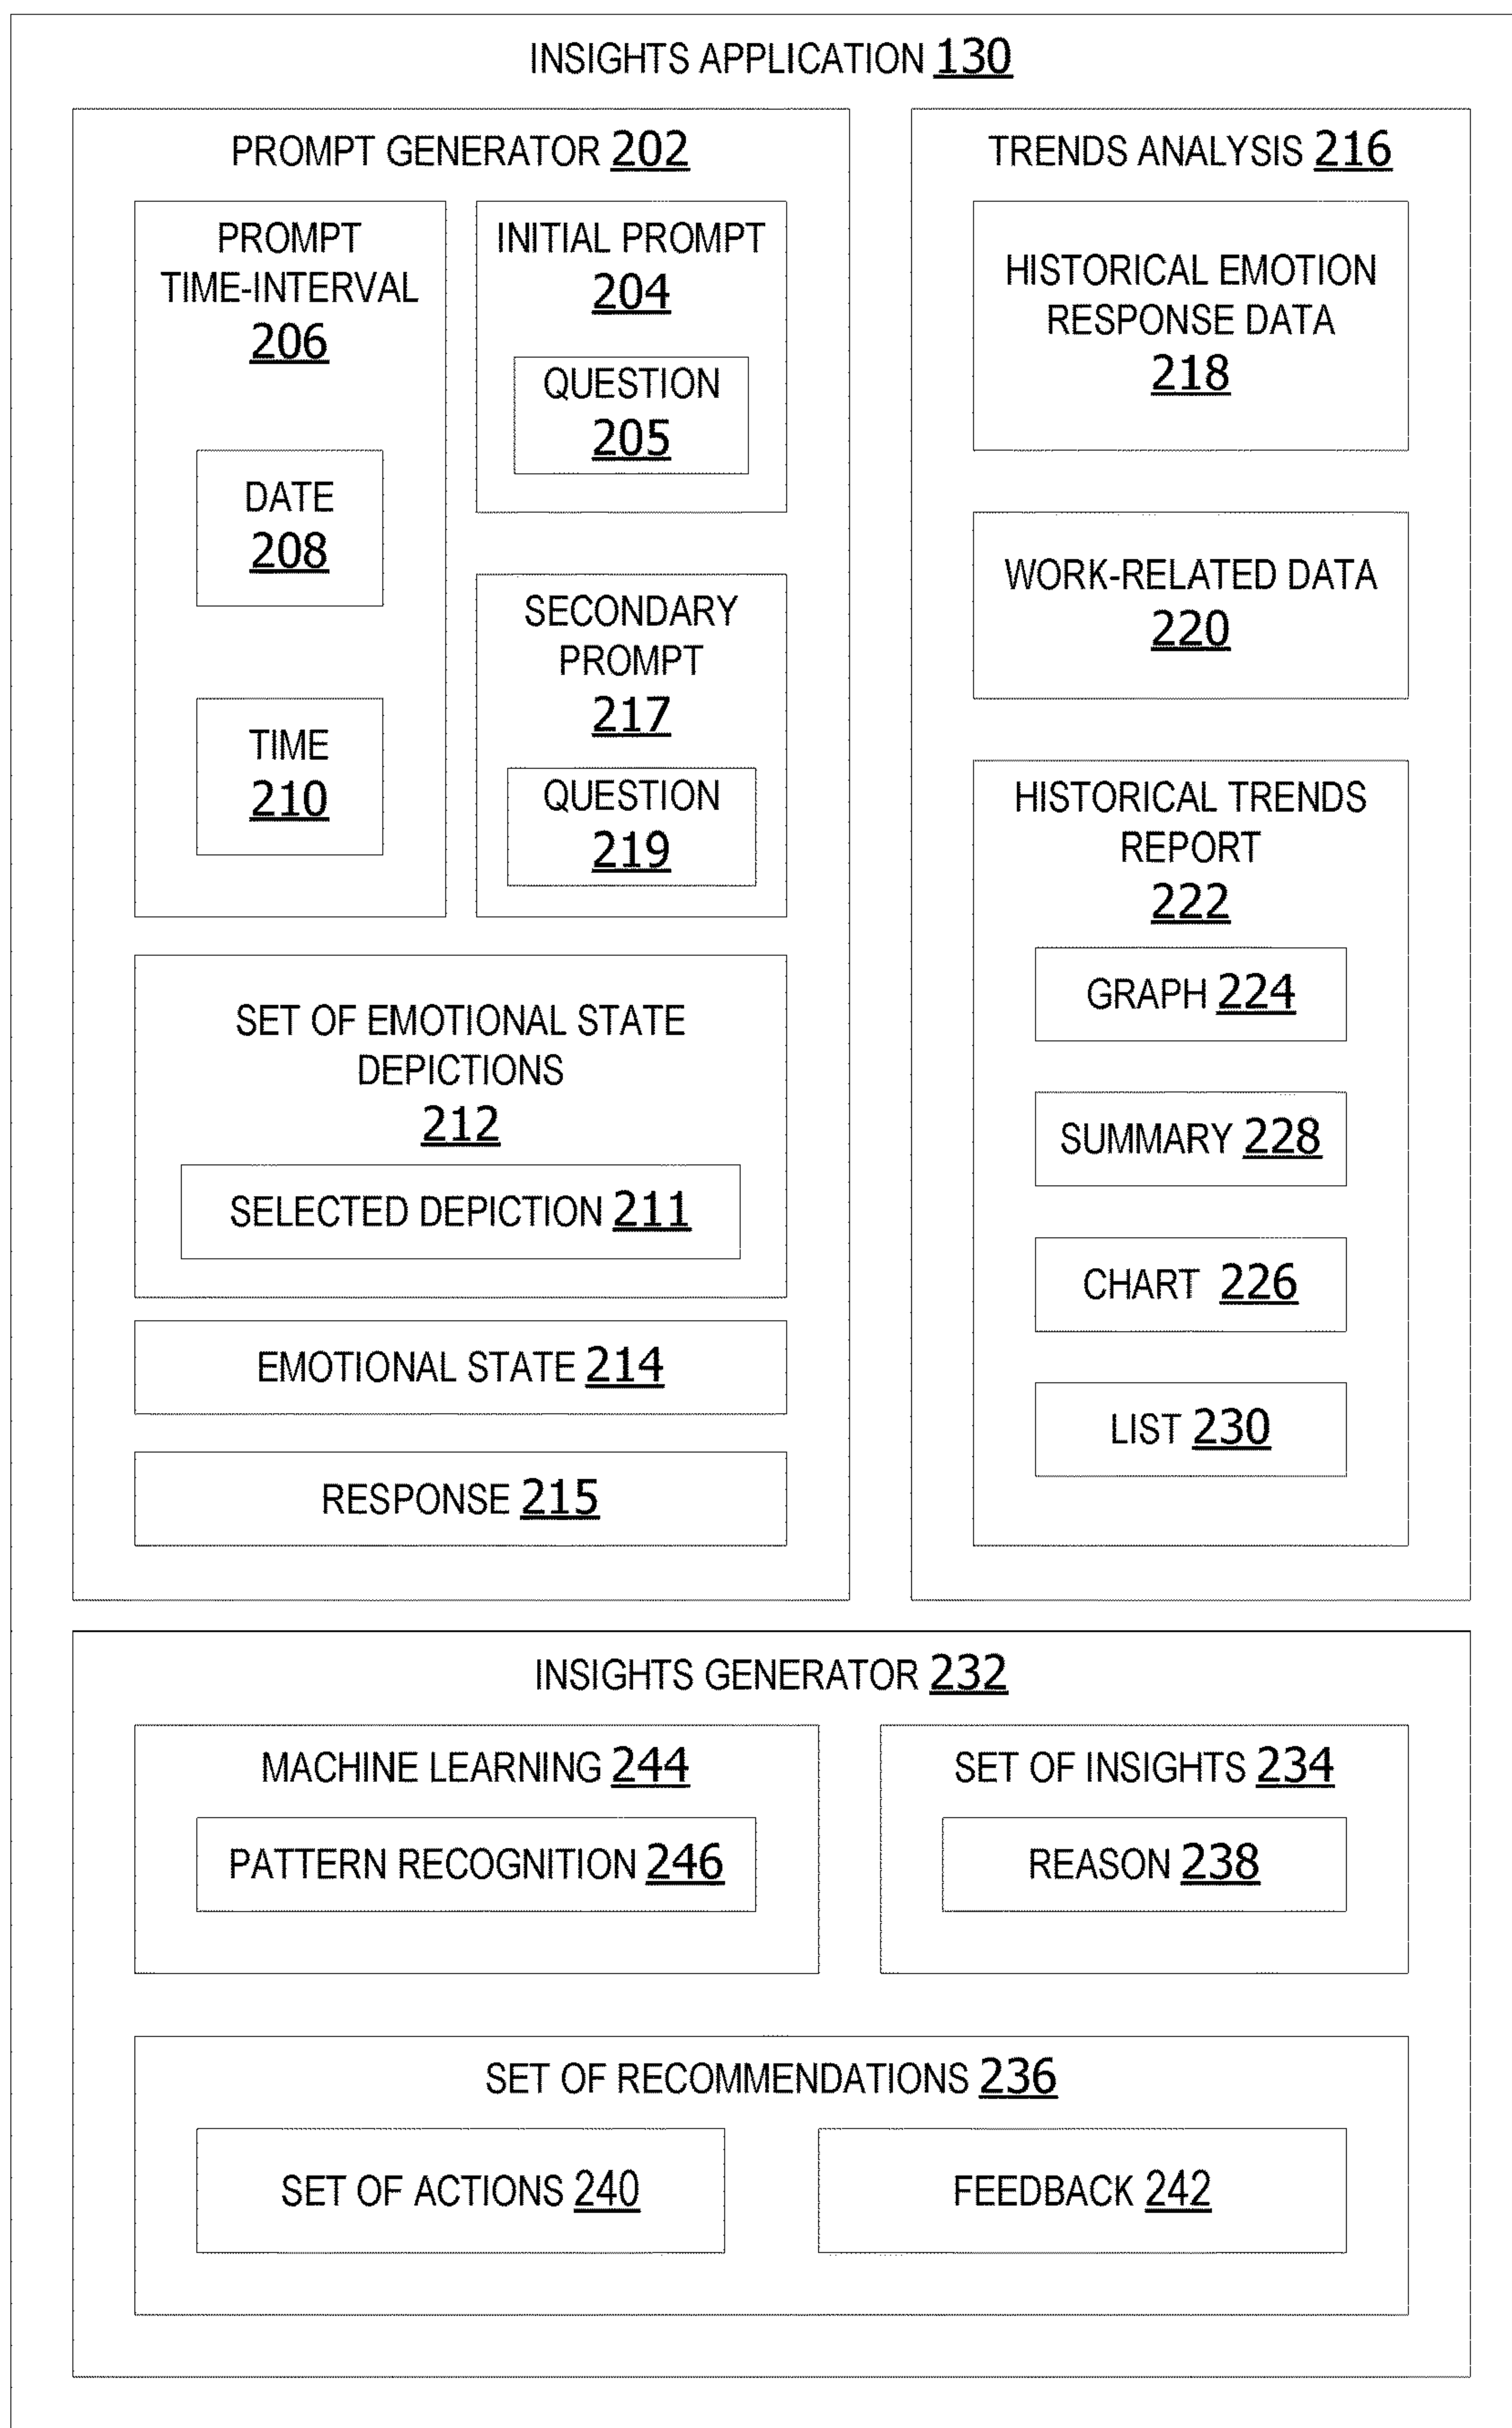 INSIGHTS APPLICATION 130
PROMPT GENERATOR 202
PROMPT
TIME-INTERVAL
206
DATE
208
TIME
210
INITIAL PROMPT
204
QUESTION
205
SECONDARY
PROMPT
217
QUESTION
219
SET OF EMOTIONAL STATE
DEPICTIONS
212
SELECTED DEPICTION 211
EMOTIONAL STATE 214
RESPONSE 215
TRENDS ANALYSIS 216
HISTORICAL EMOTION
RESPONSE DATA
218
WORK-RELATED DATA
220
HISTORICAL TRENDS
REPORT
222
GRAPH 224
SUMMARY 228
CHART 226
LIST 230
INSIGHTS GENERATOR 232
MACHINE LEARNING 244
PATTERN RECOGNITION 246
SET OF INSIGHTS 234
REASON 238
SET OF RECOMMENDATIONS 236
SET OF ACTIONS 240
FEEDBACK 242